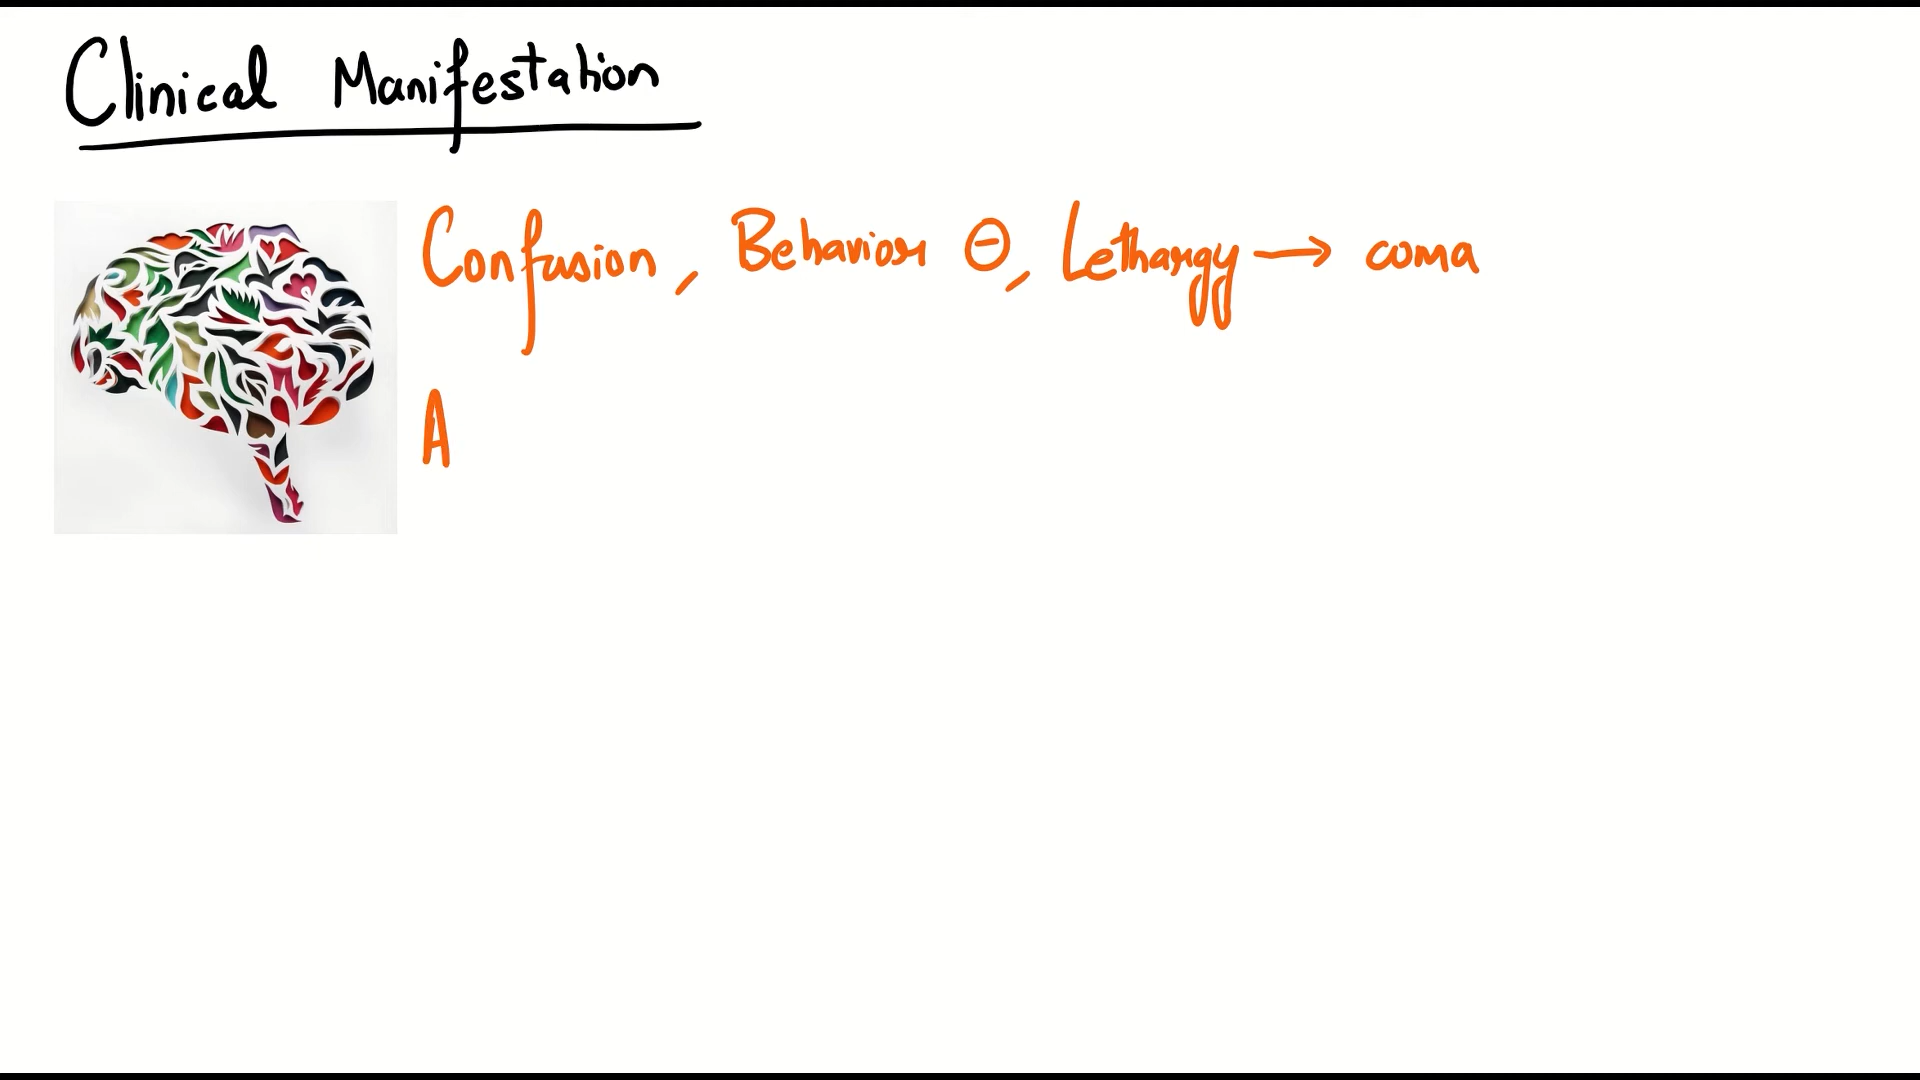 Clinical Manifestation
Confusion, Behavior ⊖, Lethargy → coma
A